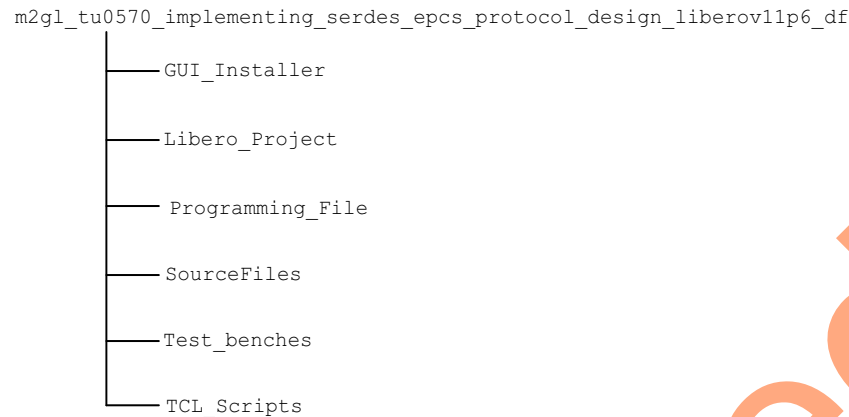 m2gl_tu0570_implementing_serdes_epcs_protocol_design_liberov11p6_df
GUI_Installer
Libero_Project
Programming_File
SourceFiles
Test_benches
TCL Scripts